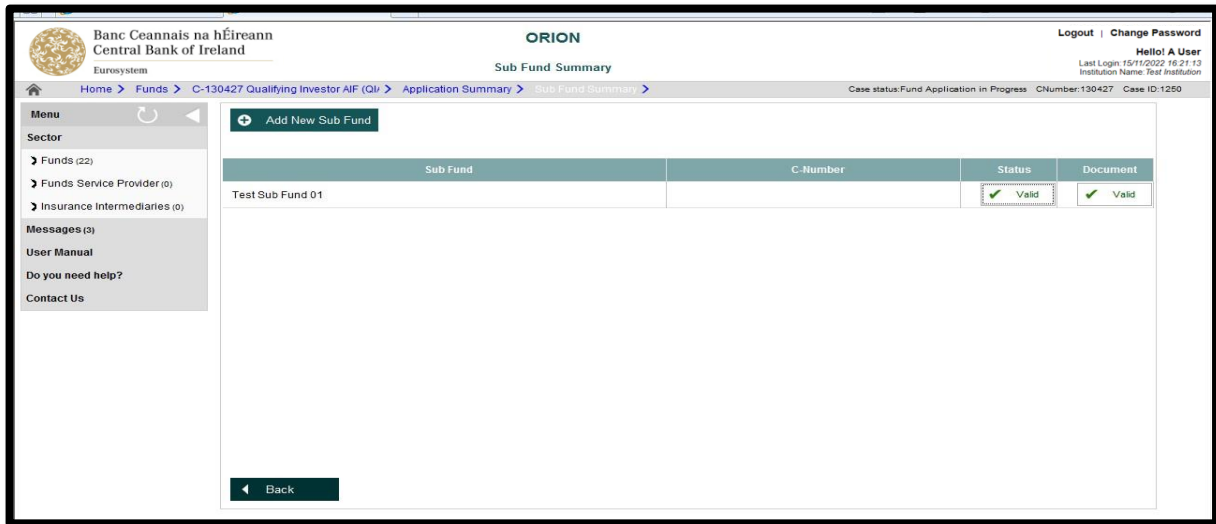 Banc Ceannais na hÉireann
Central Bank of Ireland
Eurosystem
ORION
Sub Fund Summary
Logout | Change Password
Hello! A User
Last Login:15/11/2022 16:21:13
Institution Name:Test Institution
Home > Funds > C-130427 Qualifying Investor AIF (QI/ > Application Summary > Sub Fund Summary >
Case status:Fund Application in Progress CNumber:130427 Case ID:1250
Menu
Sector
Funds (22)
Funds Service Provider (0)
Insurance Intermediaries (0)
Messages (3)
User Manual
Do you need help?
Contact Us
Add New Sub Fund
Sub Fund C-Number Status Document
Test Sub Fund 01 Valid Valid
Back